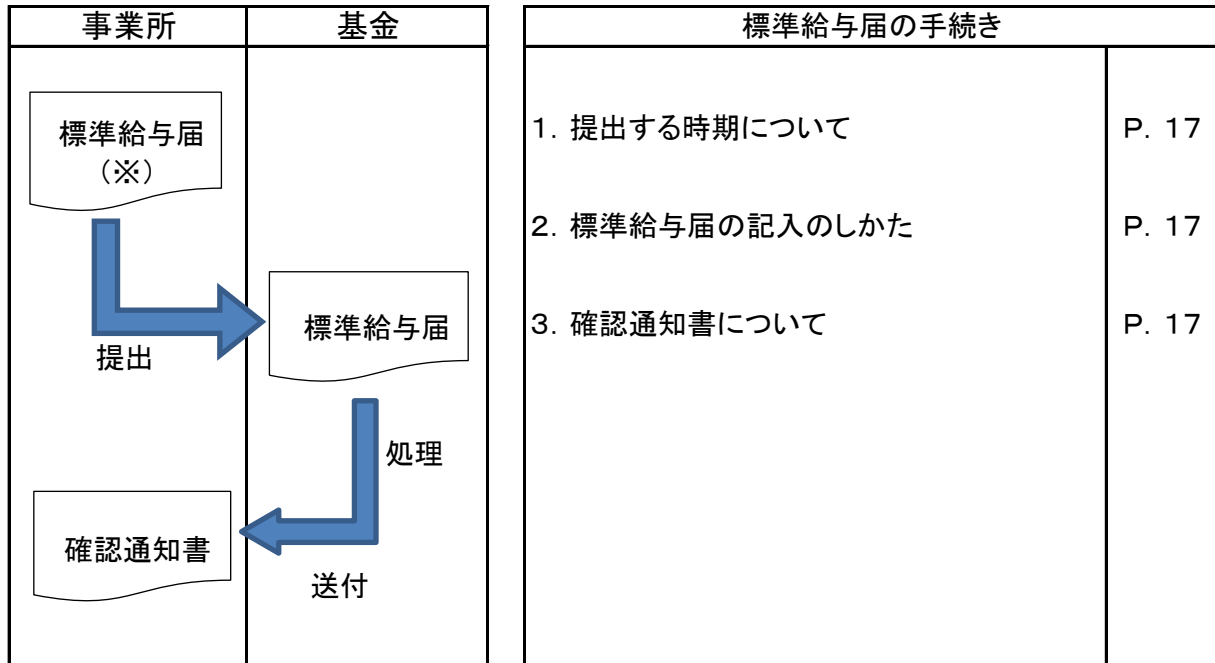 事業所
基金
標準給与届
(※)
提出
標準給与届
処理
送付
確認通知書
標準給与届の手続き
1. 提出する時期について
P. 17
2. 標準給与届の記入のしかた
P. 17
3. 確認通知書について
P. 17